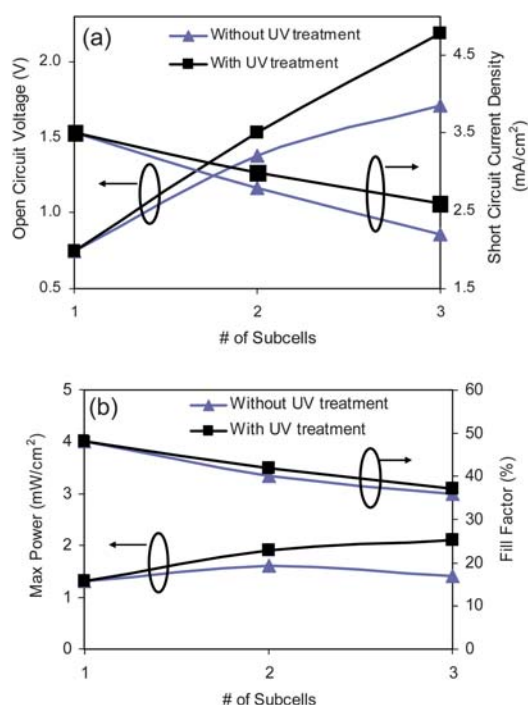 (a)
Without UV treatment
With UV treatment
Open Circuit Voltage (V)
2.0
1.5
1.0
0.5
Short Circuit Current Density
(mA/cm²)
4.5
3.5
2.5
1.5
1
2
3
# of Subcells
(b)
Without UV treatment
With UV treatment
Max Power (mW/cm²)
5
4
3
2
1
0
Fill Factor (%)
60
50
40
30
20
10
0
1
2
3
# of Subcells